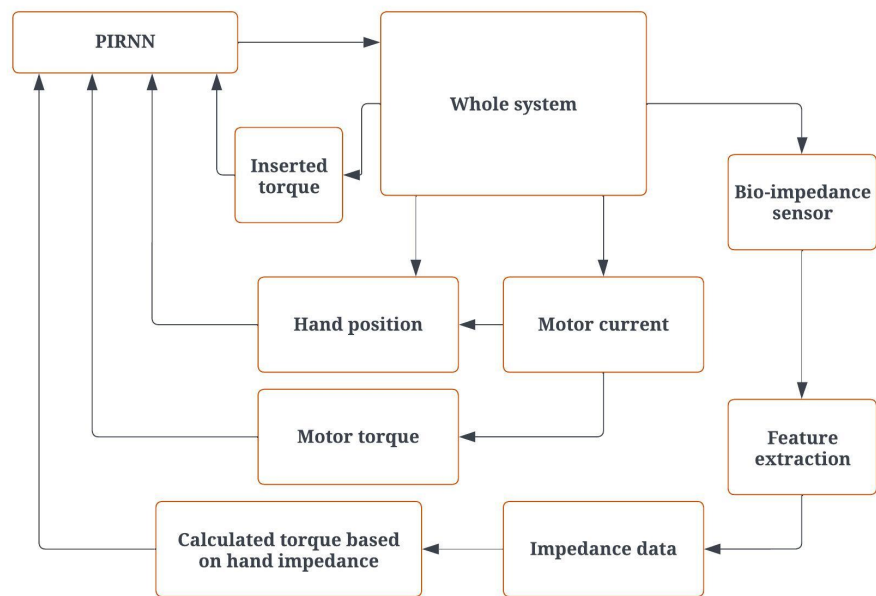 PIRNN
Whole system
Inserted
torque
Bio-impedance
sensor
Hand position
Motor current
Motor torque
Feature
extraction
Calculated torque based
on hand impedance
Impedance data